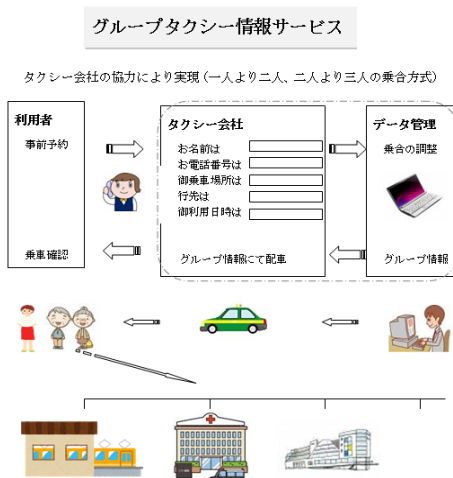 グループタクシー情報サービス
タクシー会社の協力により実現(一人より二人、二人より三人の乗合方式)
利用者
事前予約
乗車確認
タクシー会社
お名前は
お電話番号は
御乗車場所は
行先は
御利用日時は
グループ情報にて配車
データ管理
乗合の調整
グループ情報